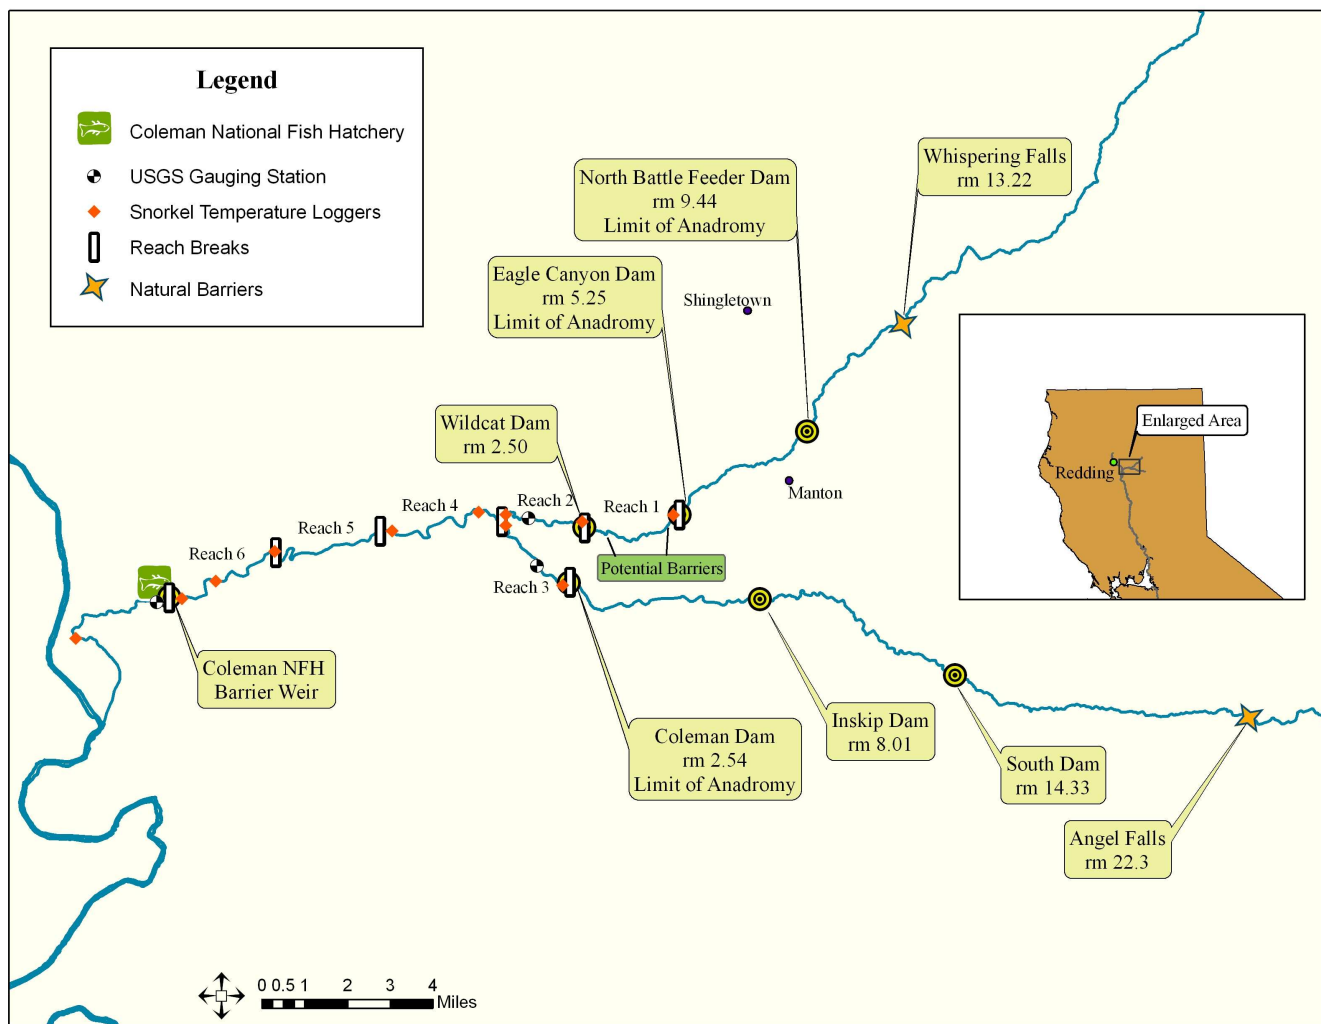 Legend
Coleman National Fish Hatchery
USGS Gauging Station
Snorkel Temperature Loggers
Reach Breaks
Natural Barriers
Whispering Falls
rm 13.22
North Battle Feeder Dam
rm 9.44
Limit of Anadromy
Eagle Canyon Dam
rm 5.25
Limit of Anadromy
Shingletown
Enlarged Area
Redding
Wildcat Dam
rm 2.50
Manton
Reach 1
Reach 2
Reach 4
Reach 5
Reach 6
Potential Barriers
Reach 3
Coleman NFH
Barrier Weir
Coleman Dam
rm 2.54
Limit of Anadromy
Inskip Dam
rm 8.01
South Dam
rm 14.33
Angel Falls
rm 22.3
0 0.5 1 2 3 4
Miles